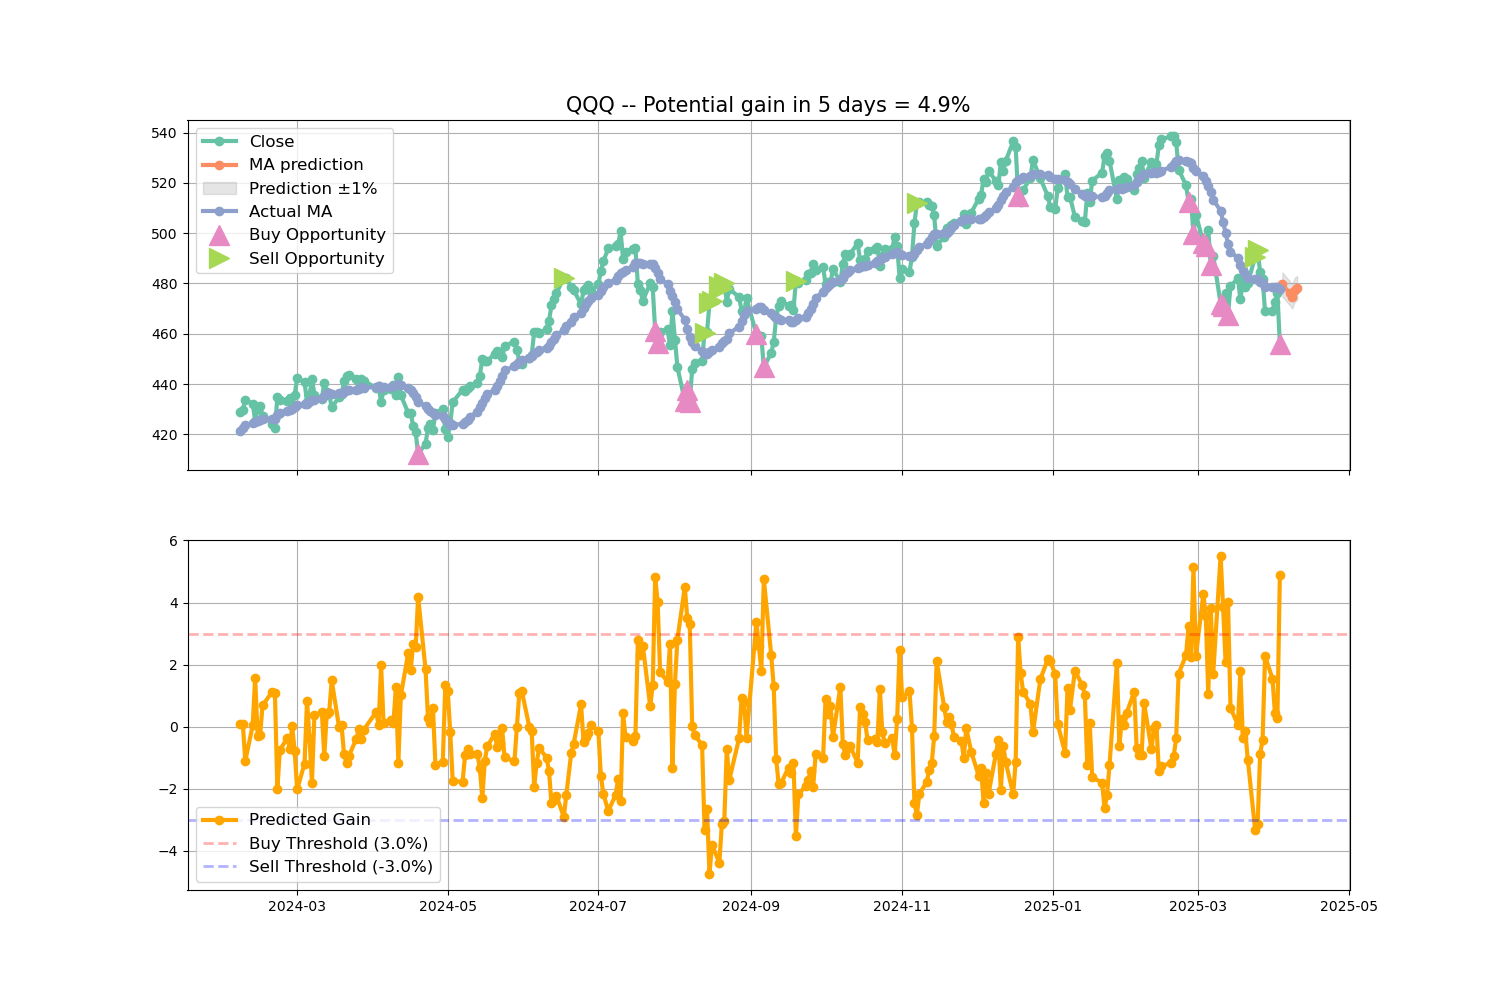 QQQ -- Potential gain in 5 days = 4.9%
540
520
500
480
460
440
420
Close
MA prediction
Prediction ±1%
Actual MA
Buy Opportunity
Sell Opportunity
6
4
2
0
−2
−4
Predicted Gain
Buy Threshold (3.0%)
Sell Threshold (-3.0%)
2024-03 2024-05 2024-07 2024-09 2024-11 2025-01 2025-03 2025-05